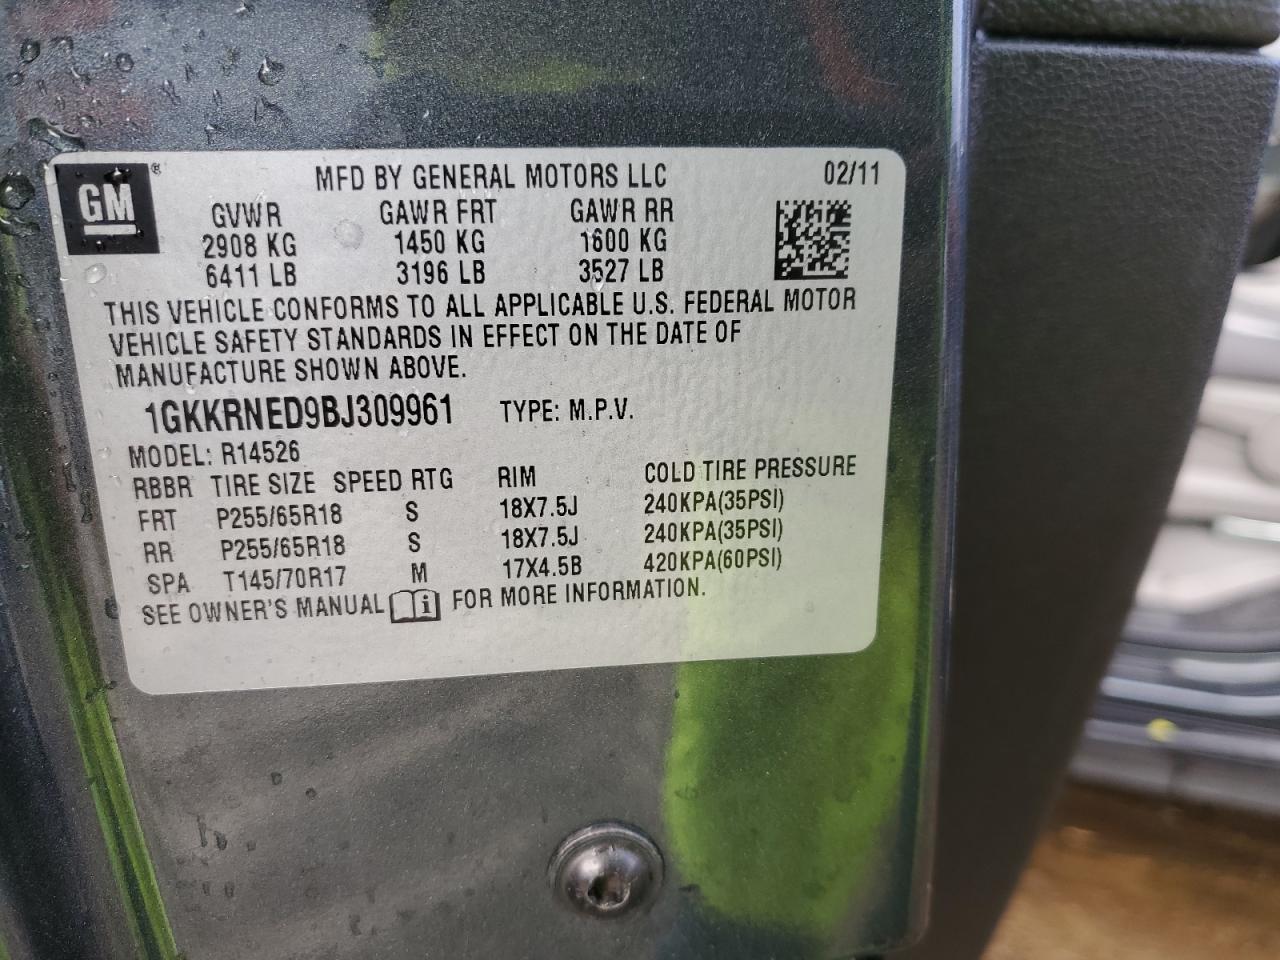 GM® MFD BY GENERAL MOTORS LLC 02/11
GVWR GAWR FRT GAWR RR
2908 KG 1450 KG 1600 KG
6411 LB 3196 LB 3527 LB
THIS VEHICLE CONFORMS TO ALL APPLICABLE U.S. FEDERAL MOTOR
VEHICLE SAFETY STANDARDS IN EFFECT ON THE DATE OF
MANUFACTURE SHOWN ABOVE.
1GKKRNED9BJ309961 TYPE: M.P.V.
MODEL: R14526
RBBR TIRE SIZE SPEED RTG RIM COLD TIRE PRESSURE
FRT P255/65R18 S 18X7.5J 240KPA(35PSI)
RR P255/65R18 S 18X7.5J 240KPA(35PSI)
SPA T145/70R17 M 17X4.5B 420KPA(60PSI)
SEE OWNER'S MANUAL i FOR MORE INFORMATION.